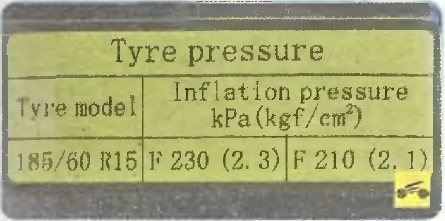 Tyre pressure
Tyre model
Inflation pressure
kPa(kgf/cm²)
185/60 R15
F 230 (2. 3)
F 210 (2. 1)